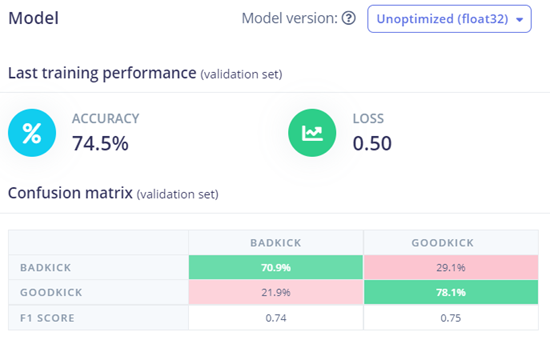 Model
Model version: Unoptimized (float32)
Last training performance (validation set)
% ACCURACY LOSS
74.5% 0.50
Confusion matrix (validation set)
BADKICK GOODKICK
BADKICK 70.9% 29.1%
GOODKICK 21.9% 78.1%
F1 SCORE 0.74 0.75